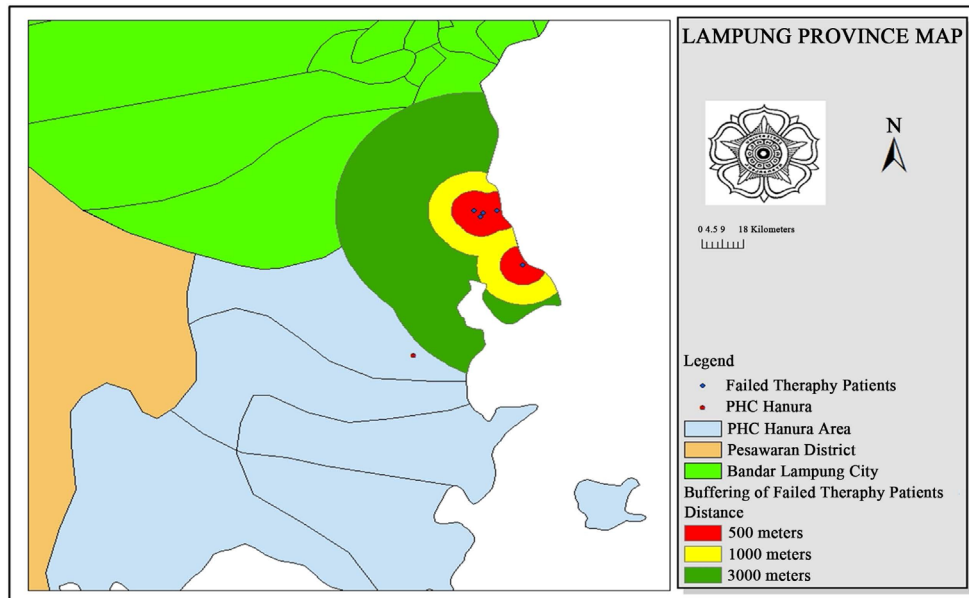 LAMPUNG PROVINCE MAP
N
0 4.5 9 18 Kilometers
Legend
Failed Theraphy Patients
PHC Hanura
PHC Hanura Area
Pesawaran District
Bandar Lampung City
Buffering of Failed Theraphy Patients
Distance
500 meters
1000 meters
3000 meters